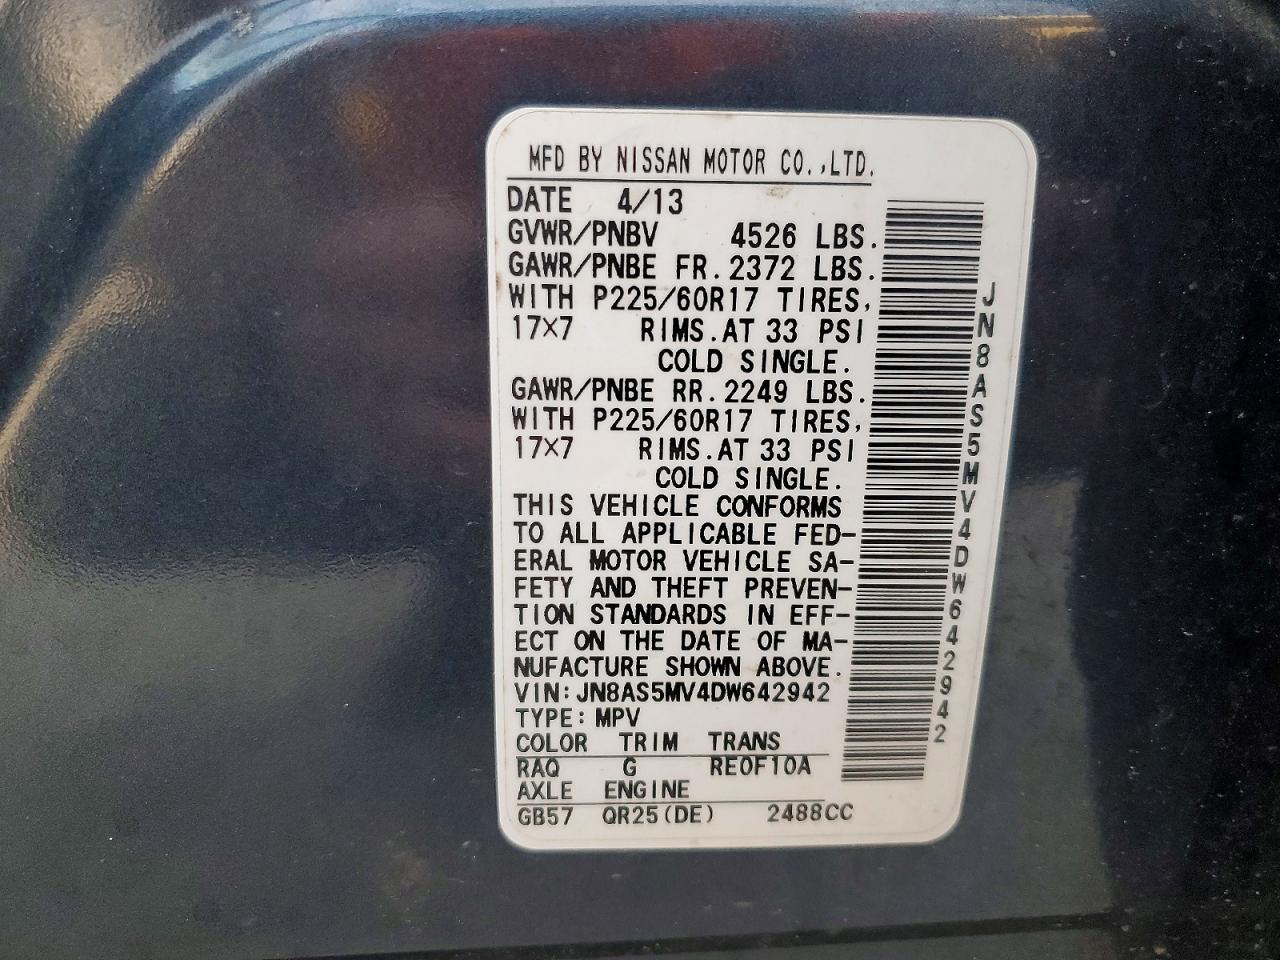 MFD BY NISSAN MOTOR CO.,LTD.
DATE 4/13
GVWR/PNBV 4526 LBS.
GAWR/PNBE FR. 2372 LBS.
WITH P225/60R17 TIRES,
17×7 RIMS. AT 33 PSI
COLD SINGLE.
GAWR/PNBE RR. 2249 LBS.
WITH P225/60R17 TIRES,
17×7 RIMS. AT 33 PSI
COLD SINGLE.
THIS VEHICLE CONFORMS
TO ALL APPLICABLE FED-
ERAL MOTOR VEHICLE SA-
FETY AND THEFT PREVEN-
TION STANDARDS IN EFF-
ECT ON THE DATE OF MA-
NUFACTURE SHOWN ABOVE.
VIN: JN8AS5MV4DW642942
TYPE: MPV
COLOR TRIM TRANS
RAQ G RE0F10A
AXLE ENGINE
GB57 QR25(DE) 2488CC
JN8AS5MV4DW642942